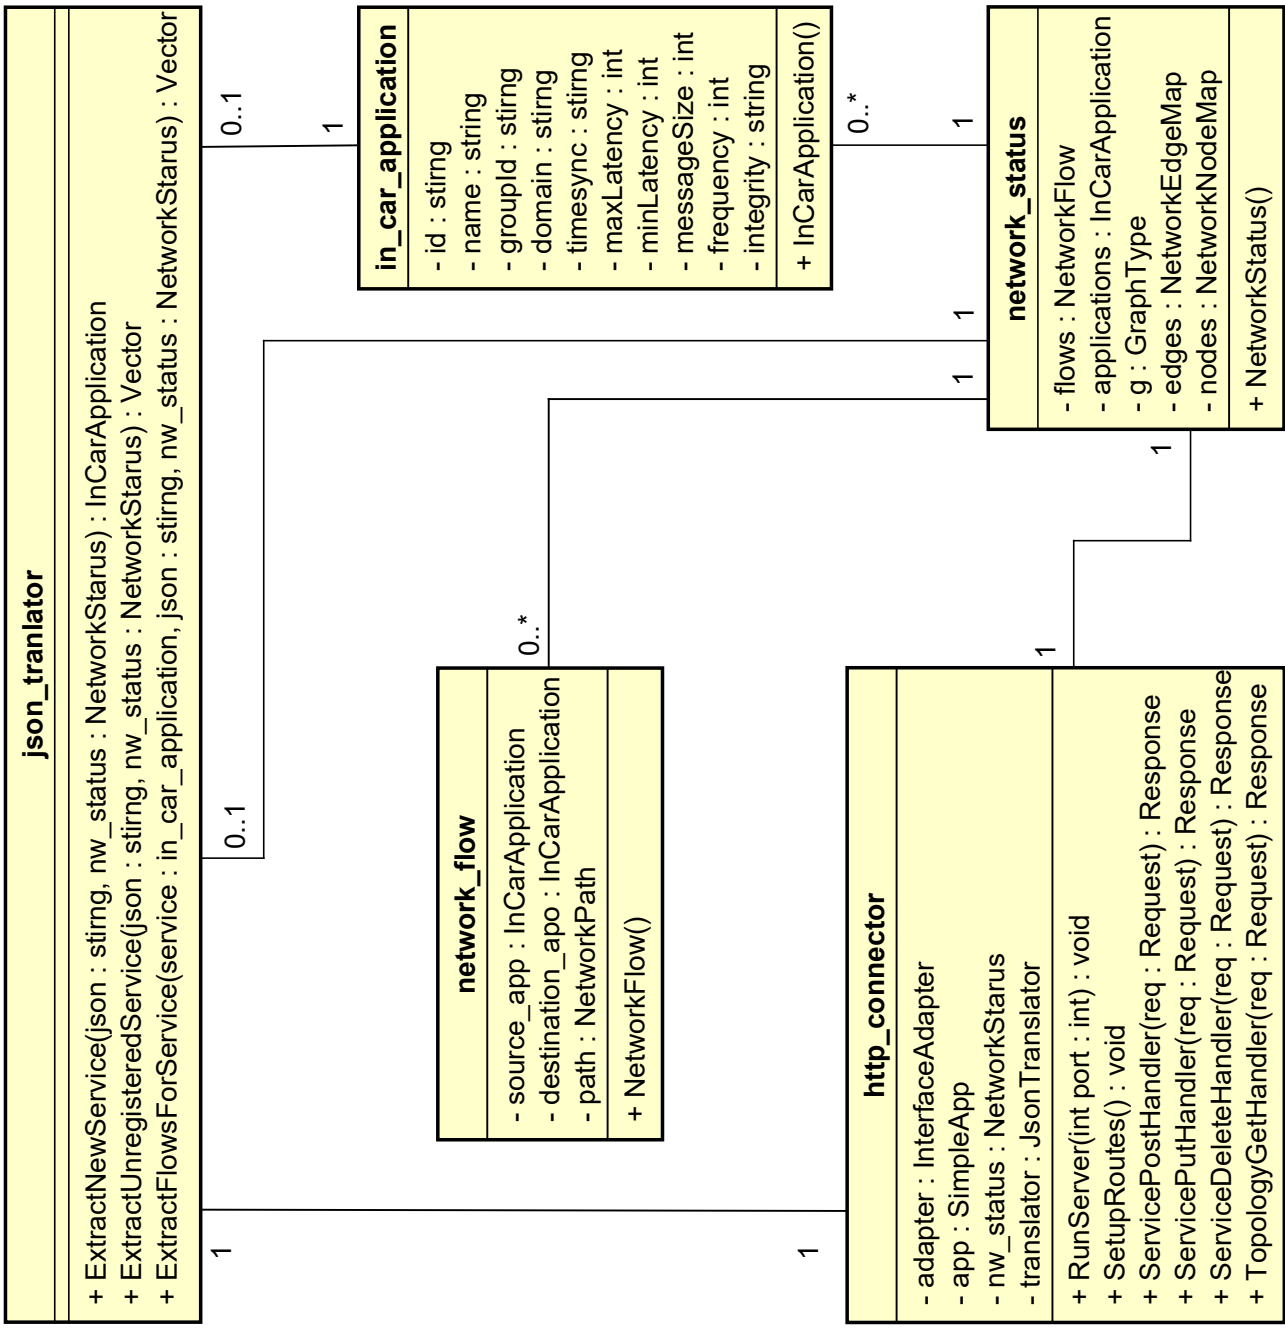 json_tranlator
+ ExtractNewService(json : stirng, nw_status : NetworkStarus) : InCarApplication
+ ExtractUnregisteredService(json : stirng, nw_status : NetworkStarus) : Vector
+ ExtractFlowsForService(service : in_car_application, json : stirng, nw_status : NetworkStarus) : Vector
1
0..1
0..1
1
in_car_application
- id : stirng
- name : string
- groupId : stirng
- domain : stirng
- timesync : stirng
- maxLatency : int
- minLatency : int
- messageSize : int
- frequency : int
- integrity : string
+ InCarApplication()
0..*
network_flow
- source_app : InCarApplication
- destination_apo : InCarApplication
- path : NetworkPath
+ NetworkFlow()
0..*
1
http_connector
- adapter : InterfaceAdapter
- app : SimpleApp
- nw_status : NetworkStarus
- translator : JsonTranslator
+ RunServer(int port : int) : void
+ SetupRoutes() : void
+ ServicePostHandler(req : Request) : Response
+ ServicePutHandler(req : Request) : Response
+ ServiceDeleteHandler(req : Request) : Response
+ TopologyGetHandler(req : Request) : Response
1
1
1
1
1
network_status
- flows : NetworkFlow
- applications : InCarApplication
- g : GraphType
- edges : NetworkEdgeMap
- nodes : NetworkNodeMap
+ NetworkStatus()